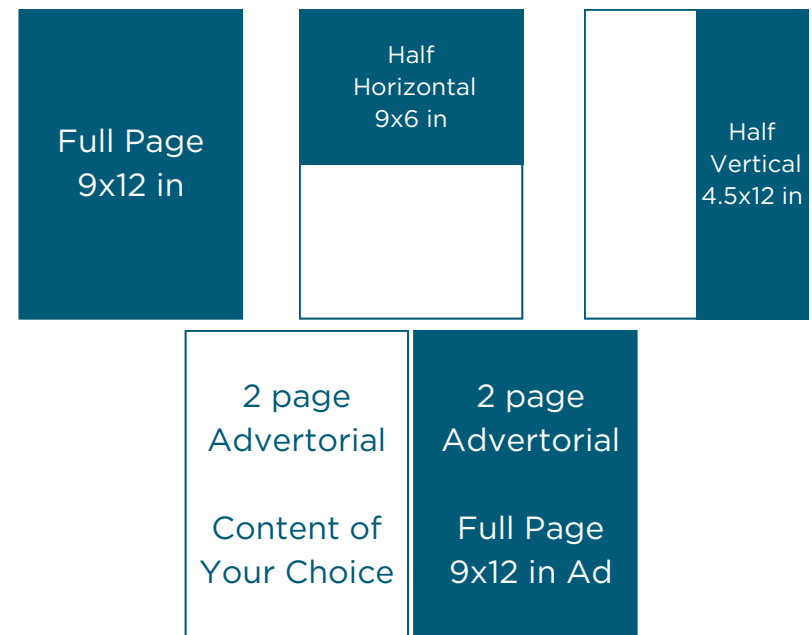 Full Page
9x12 in
Half
Horizontal
9x6 in
Half
Vertical
4.5x12 in
2 page
Advertorial
Content of
Your Choice
2 page
Advertorial
Full Page
9x12 in Ad